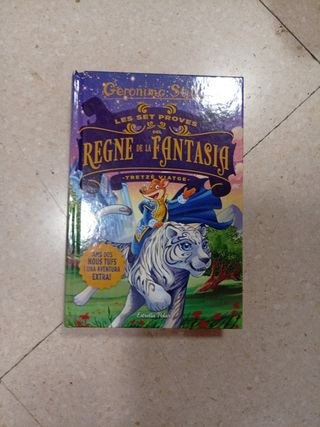 Geronimo Stilton
LES SET PROVES
DEL
REGNE DE LA FANTASIA
TRETZÈ VIATGE
AMB DOS
NOUS TUFS
I UNA AVENTURA
EXTRA!
Estrella Polar